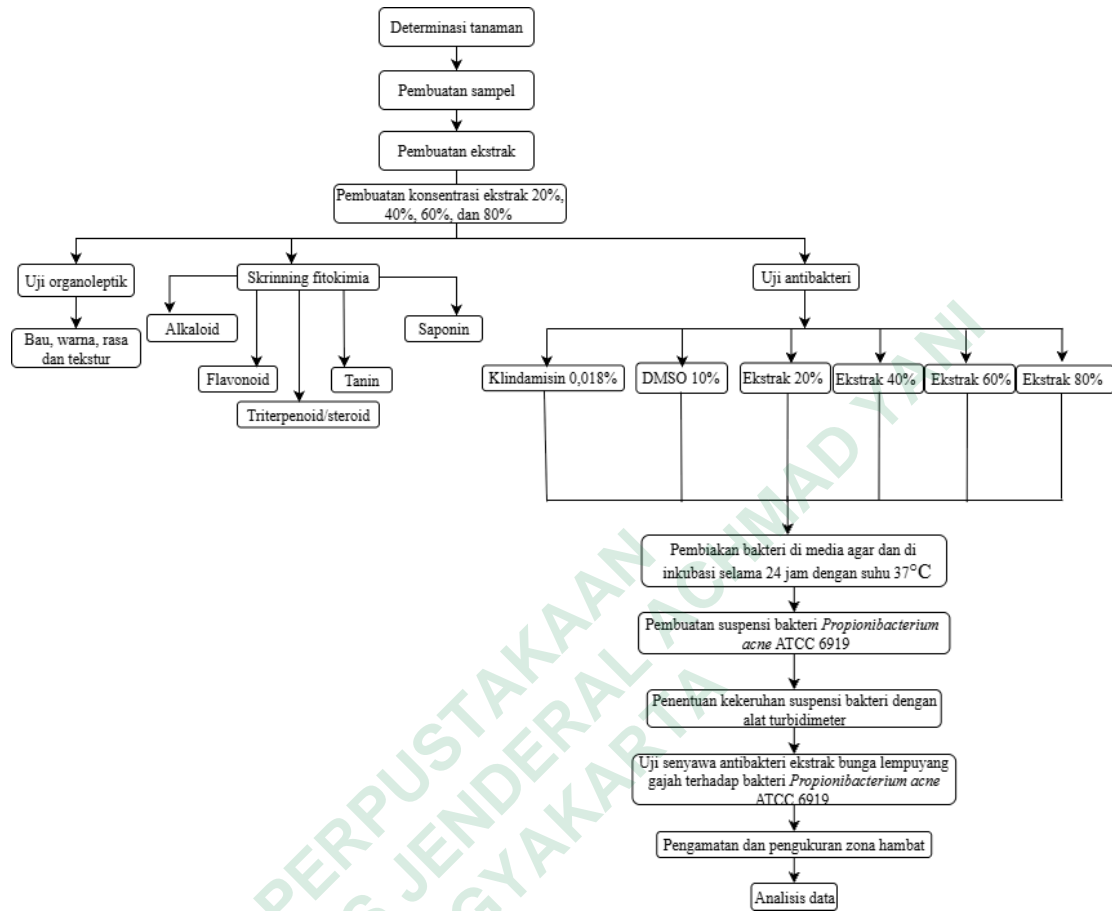 Determinasi tanaman
Pembuatan sampel
Pembuatan ekstrak
Pembuatan konsentrasi ekstrak 20%,
40%, 60%, dan 80%
Uji organoleptik
Bau, warna, rasa
dan tekstur
Skrinning fitokimia
Alkaloid
Flavonoid
Triterpenoid/steroid
Tanin
Saponin
Uji antibakteri
Klindamisin 0,018%
DMSO 10%
Ekstrak 20%
Ekstrak 40%
Ekstrak 60%
Ekstrak 80%
Pembiakan bakteri di media agar dan di
inkubasi selama 24 jam dengan suhu 37°C
Pembuatan suspensi bakteri Propionibacterium
acne ATCC 6919
Penentuan kekeruhan suspensi bakteri dengan
alat turbidimeter
Uji senyawa antibakteri ekstrak bunga lempuyang
gajah terhadap bakteri Propionibacterium acne
ATCC 6919
Pengamatan dan pengukuran zona hambat
Analisis data
PERPUSTAKAAN
S JENDERAL ACHMAD YANI
GYAKARTA